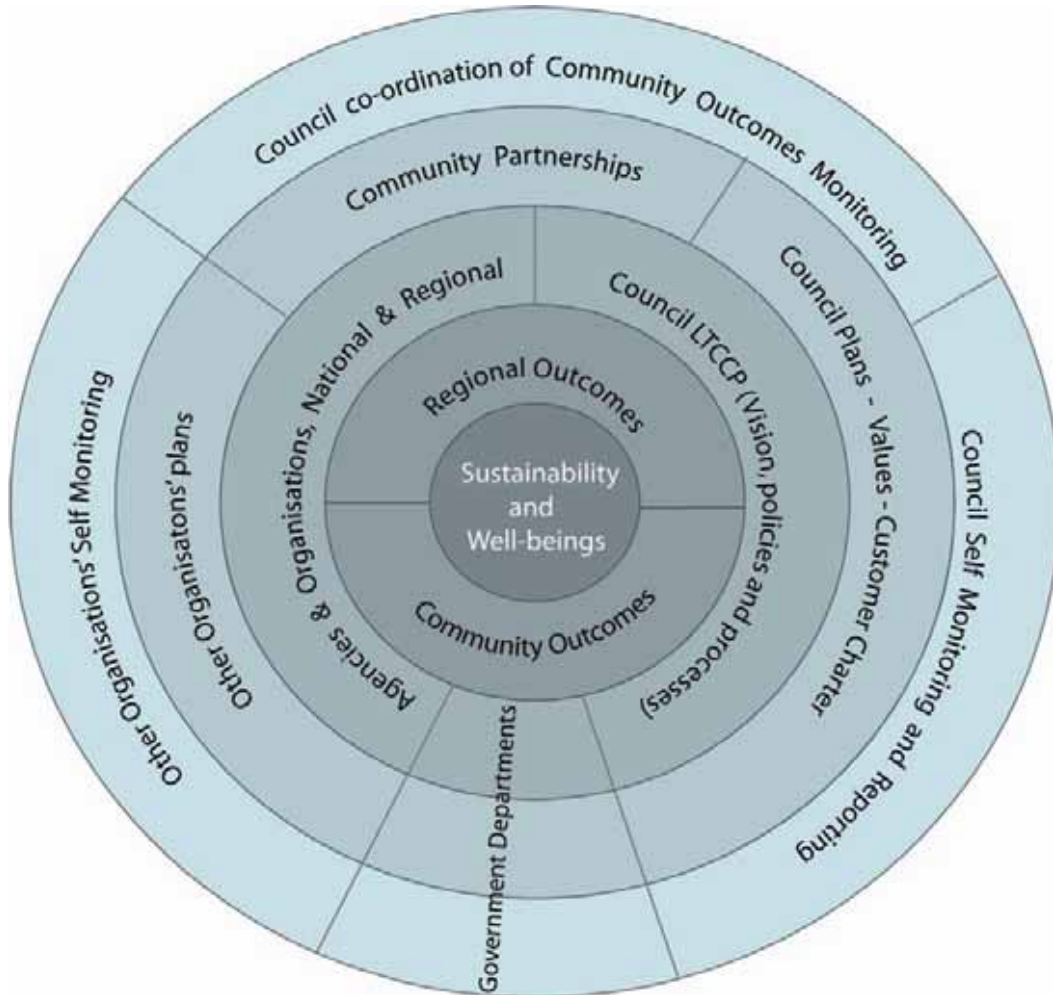 Council co-ordination of Community Outcomes Monitoring
Community Partnerships
Agencies & Organisations, National & Regional
Council LTCCP (Vision, policies and processes)
Council Plans - Values - Customer Charter
Council Self Monitoring and Reporting
Other Organisations' Self Monitoring
Other Organisatons' plans
Regional Outcomes
Sustainability
and
Well-beings
Community Outcomes
Government Departments